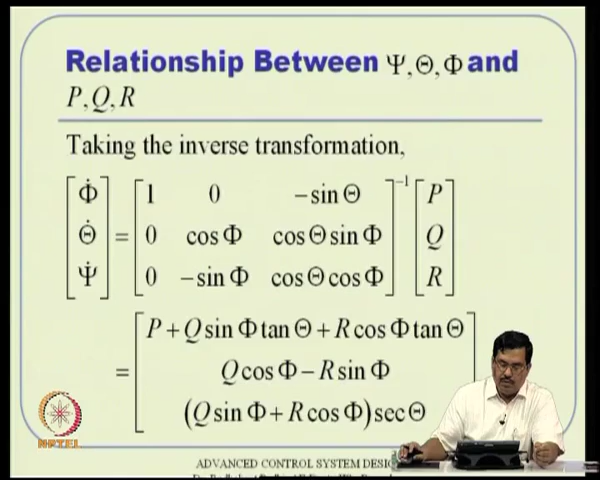 Relationship Between Ψ,Θ,Φ and
P,Q,R
Taking the inverse transformation,
[Φ̇ Θ̇ Ψ̇] = [1 0 −sin Θ; 0 cos Φ cos Θ sin Φ; 0 −sin Φ cos Θ cos Φ]⁻¹ [P Q R]
= [P + Q sin Φ tan Θ + R cos Φ tan Θ
Q cos Φ − R sin Φ
(Q sin Φ + R cos Φ) sec Θ]
NPTEL
ADVANCED CONTROL SYSTEM DESIG